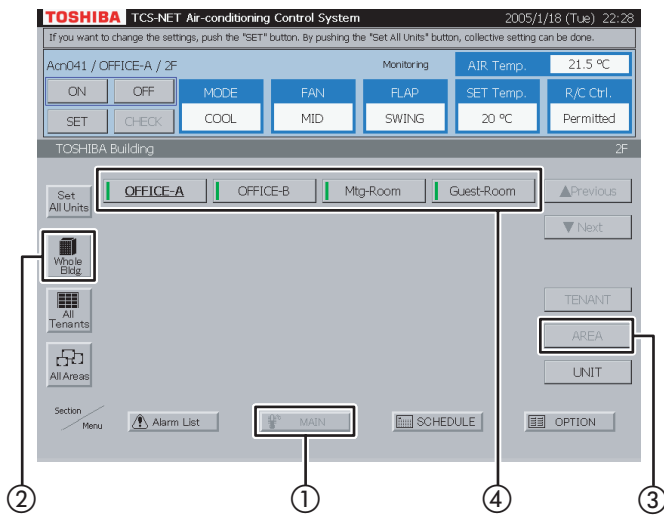 TOSHIBA TCS-NET Air-conditioning Control System 2005/1/18 (Tue) 22:28
If you want to change the settings, push the "SET" button. By pushing the "Set All Units" button, collective setting can be done.
Acn041 / OFFICE-A / 2F Monitoring AIR Temp. 21.5 ºC
ON OFF MODE FAN FLAP SET Temp. R/C Ctrl.
SET CHECK COOL MID SWING 20 ºC Permitted
TOSHIBA Building 2F
Set
All Units
OFFICE-A OFFICE-B Mtg-Room Guest-Room ▲Previous
▼ Next
Whole
Bldg
All
Tenants
TENANT
AREA
All Areas
UNIT
Section
Menu
Alarm List MAIN SCHEDULE OPTION
② ① ④ ③